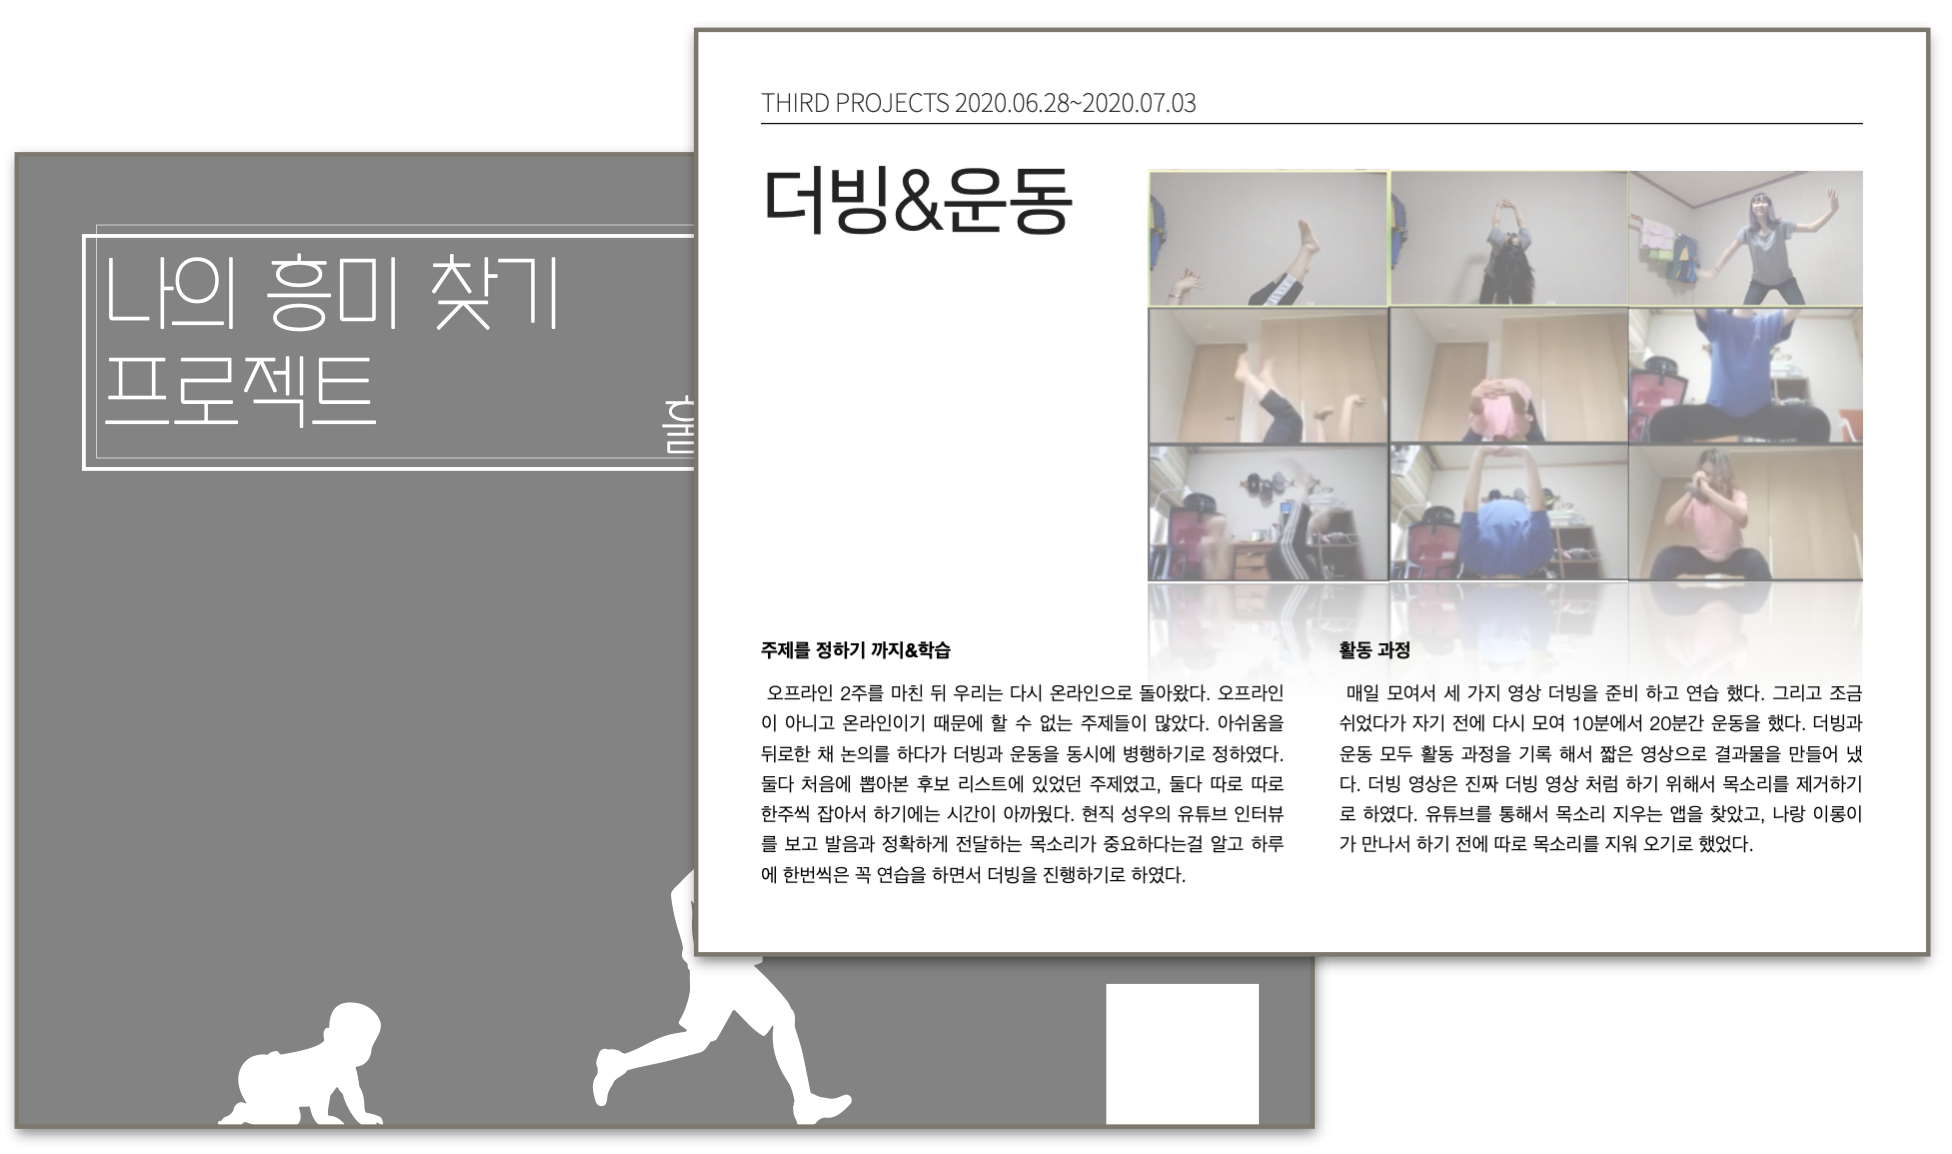 나의 흥미 찾기
프로젝트
THIRD PROJECTS 2020.06.28~2020.07.03
더빙&운동
주제를 정하기 까지&학습
오프라인 2주를 마친 뒤 우리는 다시 온라인으로 돌아왔다. 오프라인
이 아니고 온라인이기 때문에 할 수 없는 주제들이 많았다. 아쉬움을
뒤로한 채 논의를 하다가 더빙과 운동을 동시에 병행하기로 정하였다.
둘다 처음에 뽑아본 후보 리스트에 있었던 주제였고, 둘다 따로 따로
한주씩 잡아서 하기에는 시간이 아까웠다. 현직 성우의 유튜브 인터뷰
를 보고 발음과 정확하게 전달하는 목소리가 중요하다는걸 알고 하루
에 한번씩은 꼭 연습을 하면서 더빙을 진행하기로 하였다.
활동 과정
매일 모여서 세 가지 영상 더빙을 준비 하고 연습 했다. 그리고 조금
쉬었다가 자기 전에 다시 모여 10분에서 20분간 운동을 했다. 더빙과
운동 모두 활동 과정을 기록 해서 짧은 영상으로 결과물을 만들어 냈
다. 더빙 영상은 진짜 더빙 영상 처럼 하기 위해서 목소리를 제거하기
로 하였다. 유튜브를 통해서 목소리 지우는 앱을 찾았고, 나랑 이롱이
가 만나서 하기 전에 따로 목소리를 지워 오기로 했었다.